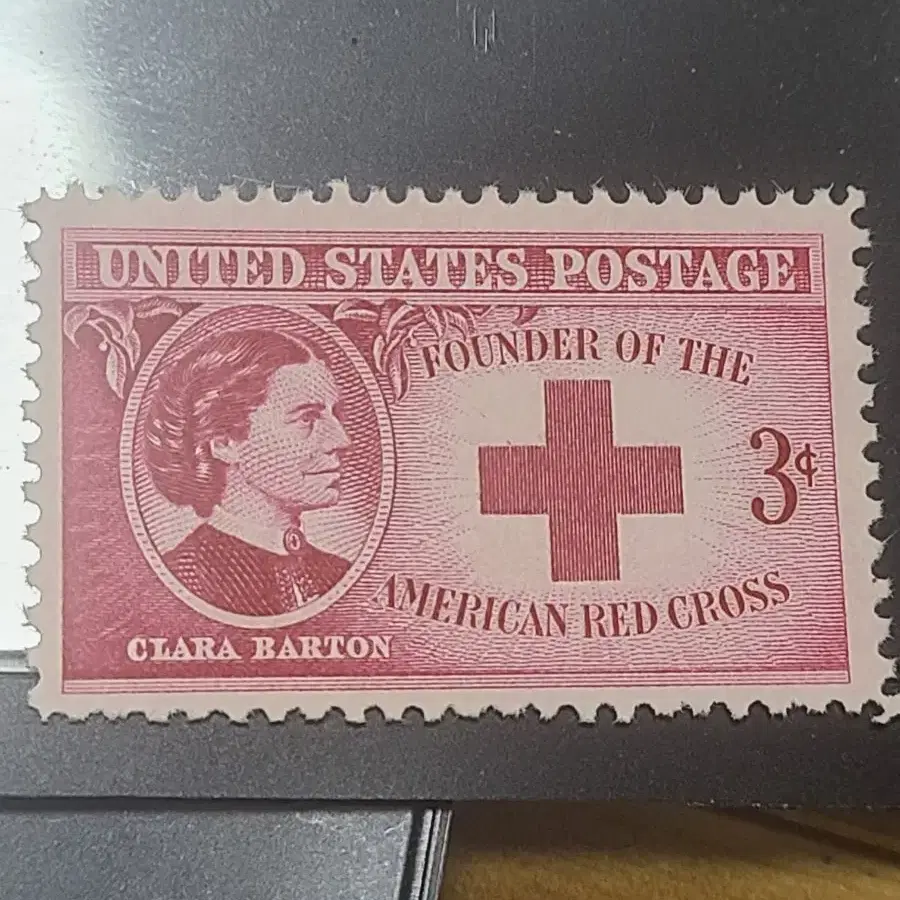 UNITED STATES POSTAGE
FOUNDER OF THE
3¢
AMERICAN RED CROSS
CLARA BARTON